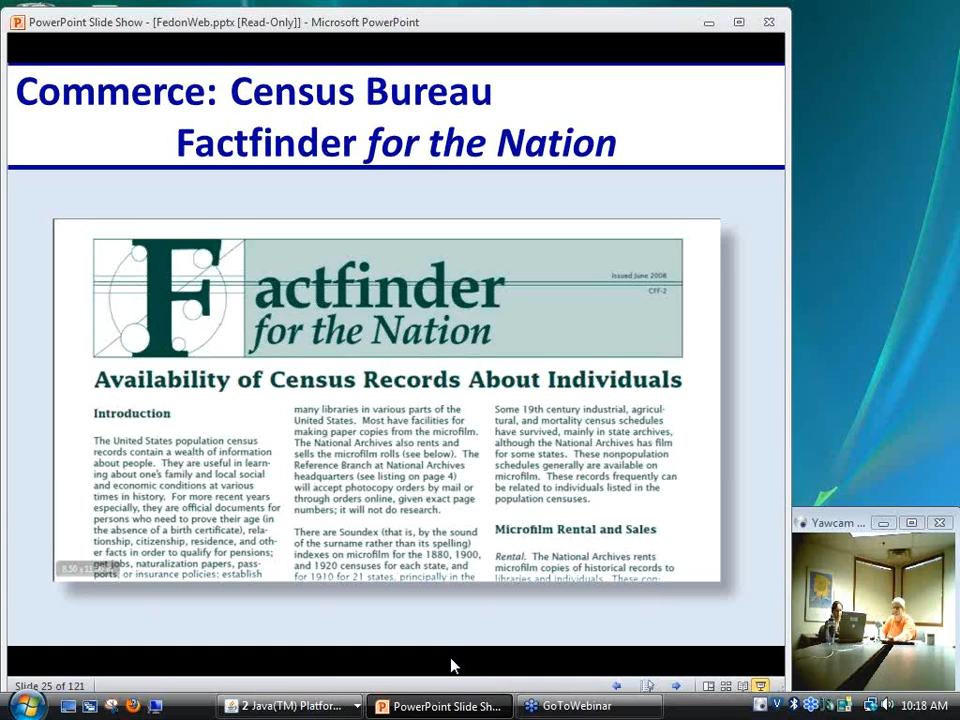 PowerPoint Slide Show - [FedonWeb.pptx [Read-Only]] - Microsoft PowerPoint
Commerce: Census Bureau
Factfinder for the Nation
Factfinder
for the Nation
Issued June 2008
CFF-2
Availability of Census Records About Individuals
Introduction
The United States population census
records contain a wealth of information
about people. They are useful in learn-
ing about one's family and local social
and economic conditions at various
times in history. For more recent years
especially, they are official documents for
persons who need to prove their age (in
the absence of a birth certificate), rela-
tionship, citizenship, residence, and oth-
er facts in order to qualify for pensions;
get jobs, naturalization papers, pass-
ports, or insurance policies; establish
8.50 x 11.00 in
many libraries in various parts of the
United States. Most have facilities for
making paper copies from the microfilm.
The National Archives also rents and
sells the microfilm rolls (see below). The
Reference Branch at National Archives
headquarters (see listing on page 4)
will accept photocopy orders by mail or
through orders online, given exact page
numbers; it will not do research.
There are Soundex (that is, by the sound
of the surname rather than its spelling)
indexes on microfilm for the 1880, 1900,
and 1920 censuses for each state, and
for 1910 for 21 states, principally in the
Some 19th century industrial, agricul-
tural, and mortality census schedules
have survived, mainly in state archives,
although the National Archives has film
for some states. These nonpopulation
schedules generally are available on
microfilm. These records frequently can
be related to individuals listed in the
population censuses.
Microfilm Rental and Sales
Rental. The National Archives rents
microfilm copies of historical records to
libraries and individuals. These con-
Yawcam ...
Slide 25 of 121
2 Java(TM) Platfor...
PowerPoint Slide Sh...
GoToWebinar
10:18 AM